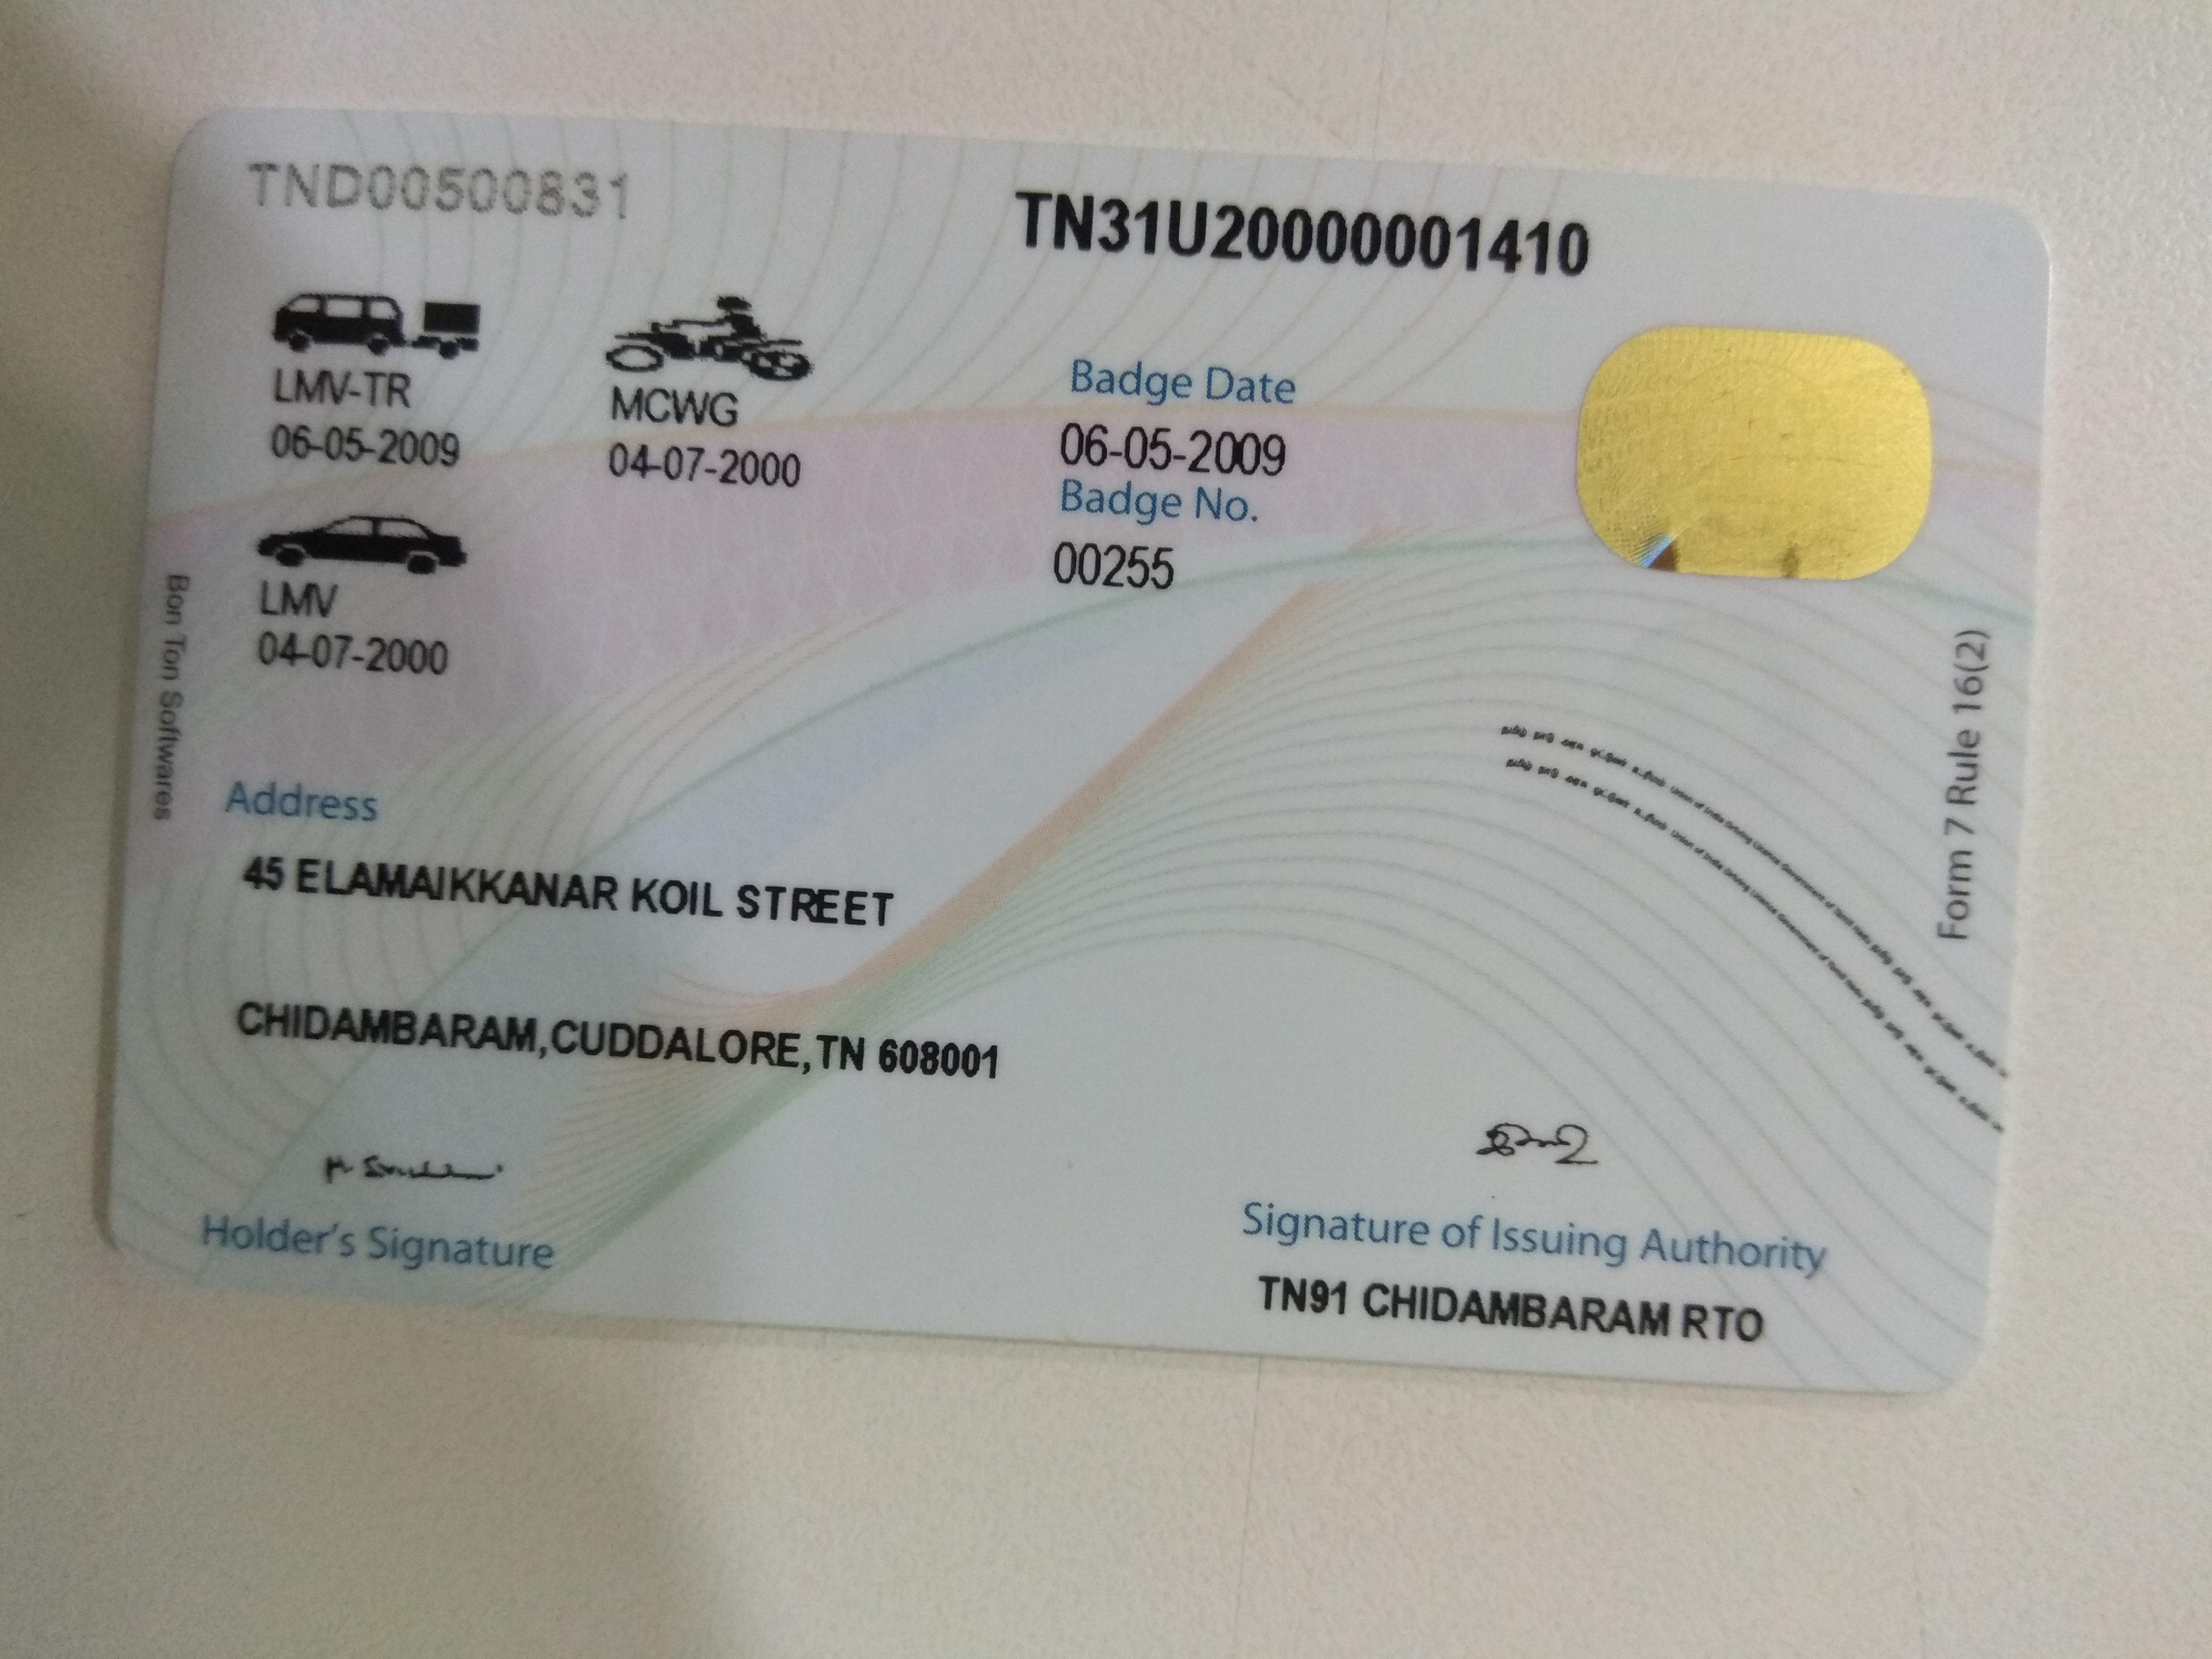 TND00500831
TN31U20000001410
LMV-TR
06-05-2009
MCWG
04-07-2000
Badge Date
06-05-2009
Badge No.
00255
LMV
04-07-2000
Bon Ton Softwares
Form 7 Rule 16(2)
Address
45 ELAMAIKKANAR KOIL STREET
CHIDAMBARAM,CUDDALORE,TN 608001
Holder's Signature
Signature of Issuing Authority
TN91 CHIDAMBARAM RTO